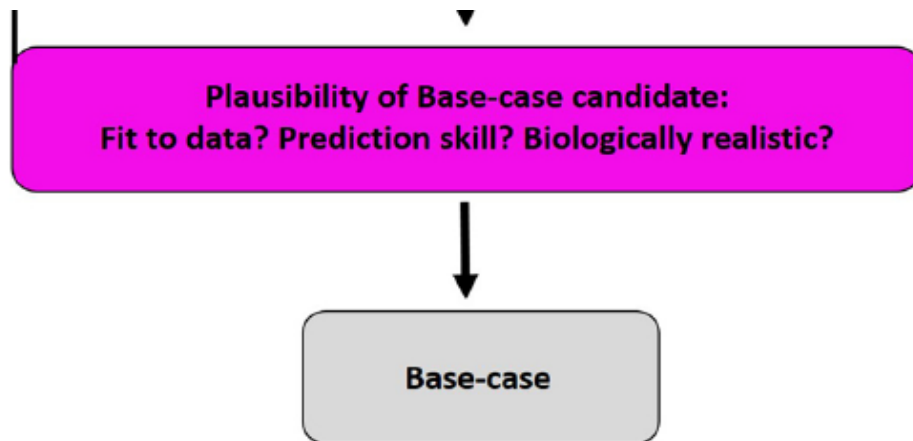 Plausibility of Base-case candidate:
Fit to data? Prediction skill? Biologically realistic?
Base-case